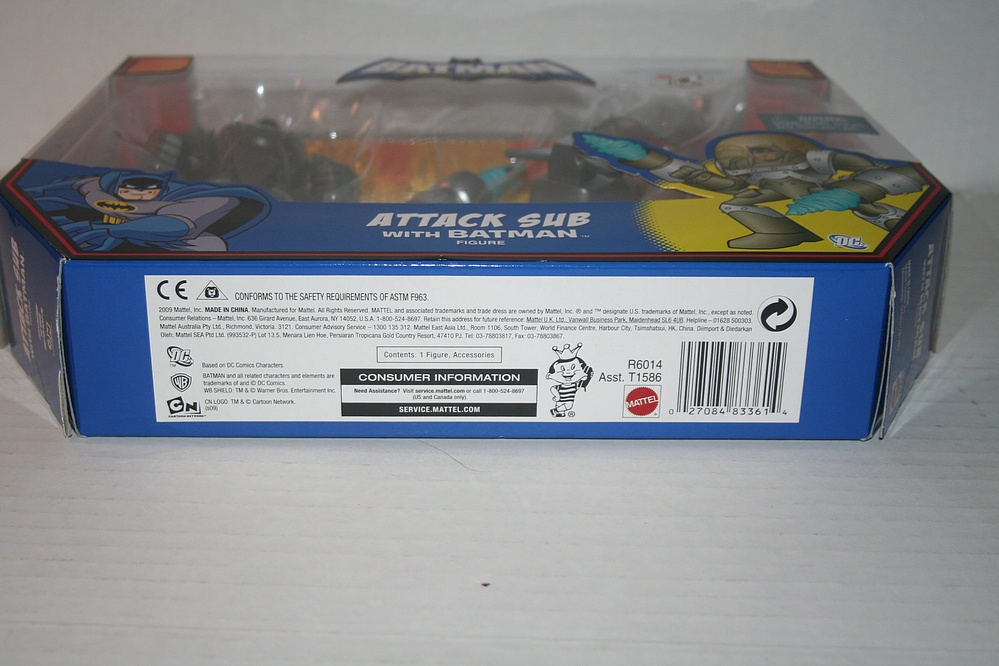 BATMAN
ATTACK SUB
WITH BATMAN™
FIGURE
DC
CE
CONFORMS TO THE SAFETY REQUIREMENTS OF ASTM F963.
2009 Mattel, Inc. MADE IN CHINA. Manufactured for Mattel. All Rights Reserved. MATTEL and associated trademarks and trade dress are owned by Mattel, Inc. ® and ™ designate U.S. trademarks of Mattel, Inc., except as noted.
Consumer Relations – Mattel, Inc. 636 Girard Avenue, East Aurora, NY 14052, U.S.A. 1-800-524-8697. Retain this address for future reference: Mattel U.K. Ltd., Vanwall Business Park, Maidenhead SL6 4UB. Helpline – 01628 500303.
Mattel Australia Pty Ltd., Richmond, Victoria. 3121. Consumer Advisory Service – 1300 135 312. Mattel East Asia Ltd., Room 1106, South Tower, World Finance Centre, Harbour City, Tsimshatsui, HK, China. Diimport & Diedarkan
Oleh: Mattel SEA Ptd Ltd. (993532-P) Lot 13.5, Menara Lien Hoe, Persiaran Tropicana Golf Country Resort, 47410 PJ. Tel: 03-78803817, Fax: 03-78803867.
DC
TM
Based on DC Comics Characters.
WB
BATMAN and all related characters and elements are
trademarks of and © DC Comics.
WB SHIELD: TM & © Warner Bros. Entertainment Inc.
CN
CARTOON NETWORK
CN LOGO: TM & © Cartoon Network.
(s09)
Contents: 1 Figure, Accessories
CONSUMER INFORMATION
Need Assistance? Visit service.mattel.com or call 1-800-524-8697
(US and Canada only).
SERVICE.MATTEL.COM
®
R6014
Asst. T1586
MATTEL
0 27084 83361 4